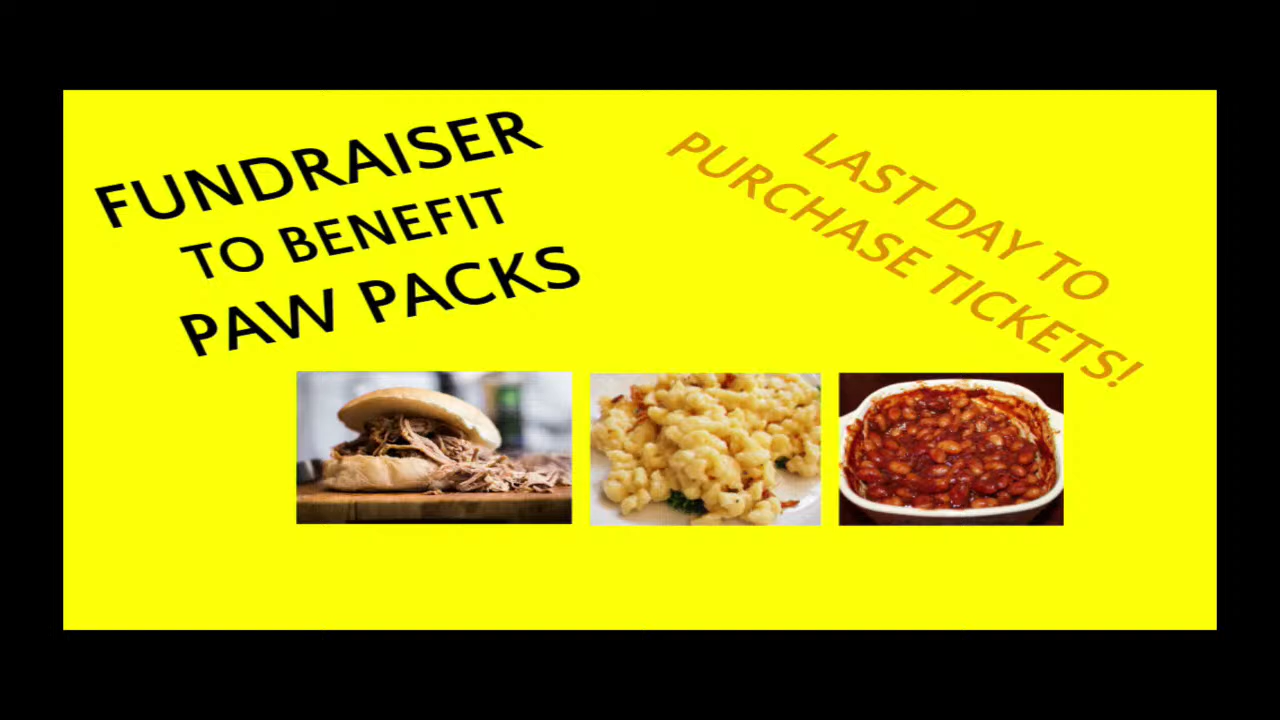 FUNDRAISER
TO BENEFIT
PAW PACKS
LAST DAY TO
PURCHASE TICKETS!